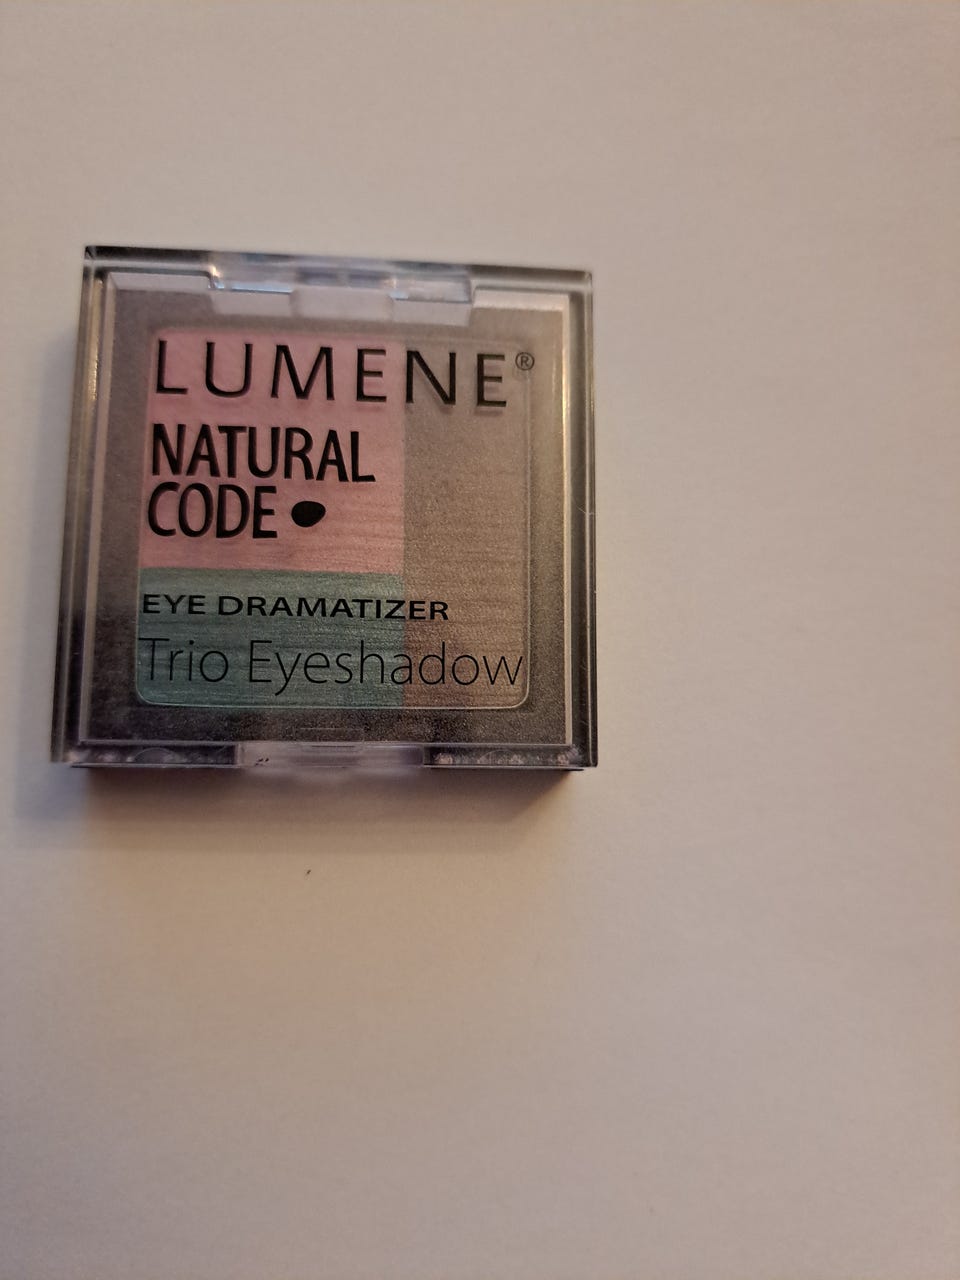 LUMENE®
NATURAL
CODE
EYE DRAMATIZER
Trio Eyeshadow